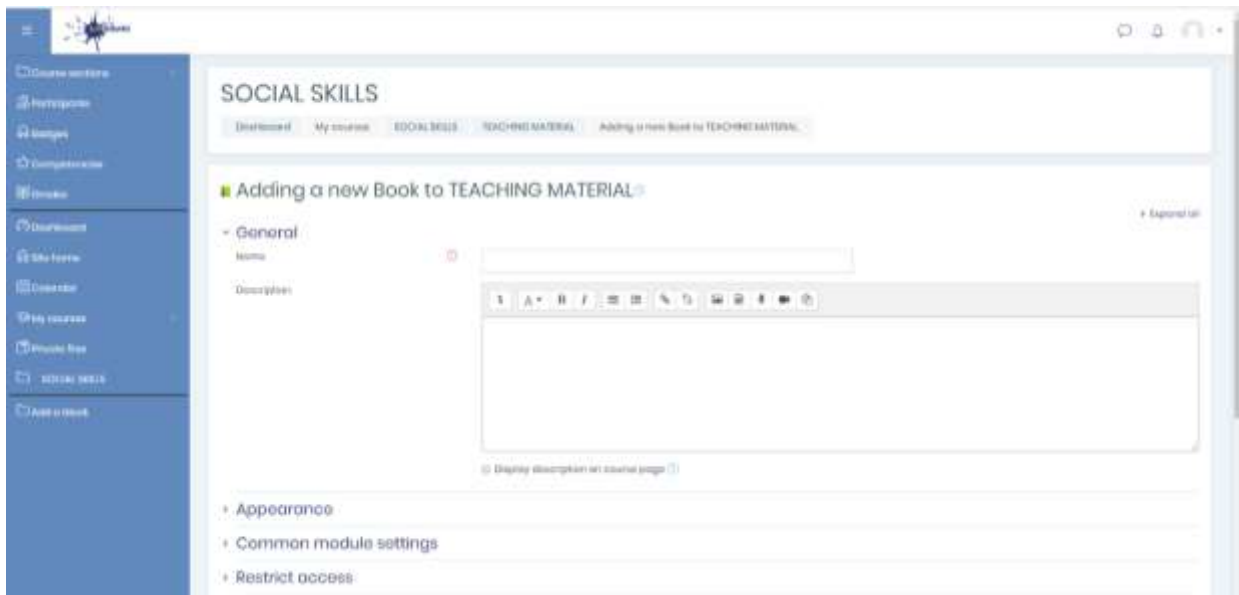 Course sections
Participants
Badges
Competencies
Grades
Dashboard
Site home
Calendar
My courses
Private files
SOCIAL SKILLS
Add a block
SOCIAL SKILLS
Dashboard My courses SOCIAL SKILLS TEACHING MATERIAL Adding a new Book to TEACHING MATERIAL
Adding a new Book to TEACHING MATERIAL
Expand all
General
Name
Description
A B I
Display description on course page
Appearance
Common module settings
Restrict access